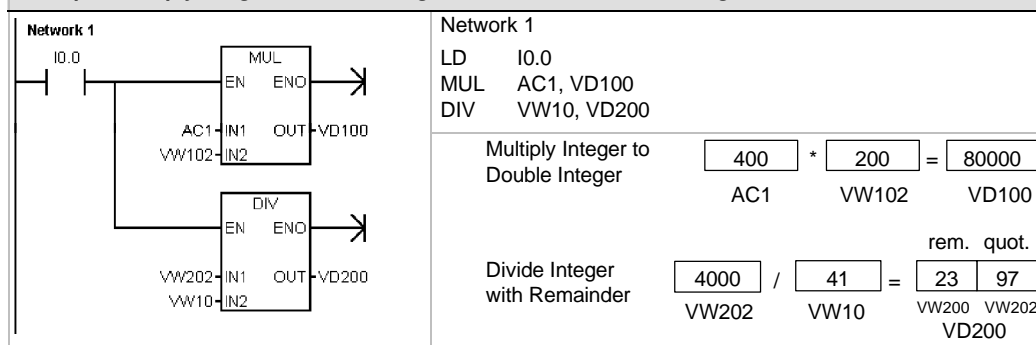 Network 1
I0.0
MUL
EN ENO
AC1 IN1 OUT VD100
VW102 IN2
DIV
EN ENO
VW202 IN1 OUT VD200
VW10 IN2
Network 1
LD I0.0
MUL AC1, VD100
DIV VW10, VD200
Multiply Integer to
Double Integer
400 * 200 = 80000
AC1 VW102 VD100
Divide Integer
with Remainder
rem. quot.
4000 / 41 = 23 97
VW202 VW10 VW200 VW202
VD200